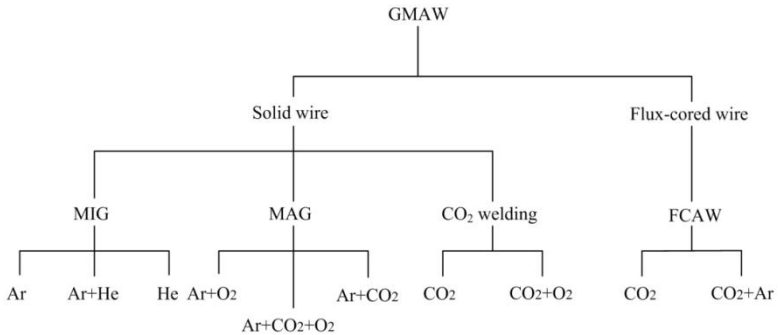 GMAW
Solid wire
Flux-cored wire
MIG
MAG
CO₂ welding
FCAW
Ar
Ar+He
He
Ar+O₂
Ar+CO₂+O₂
Ar+CO₂
CO₂
CO₂+O₂
CO₂
CO₂+Ar